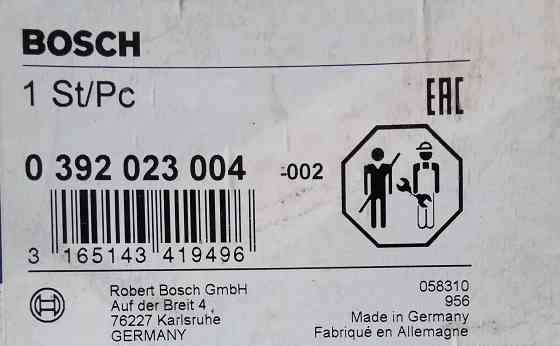 BOSCH
1 St/Pc
EAC
0 392 023 004 -002
3 165143 419496
Robert Bosch GmbH
Auf der Breit 4
76227 Karlsruhe
GERMANY
058310
956
Made in Germany
Fabriqué en Allemagne